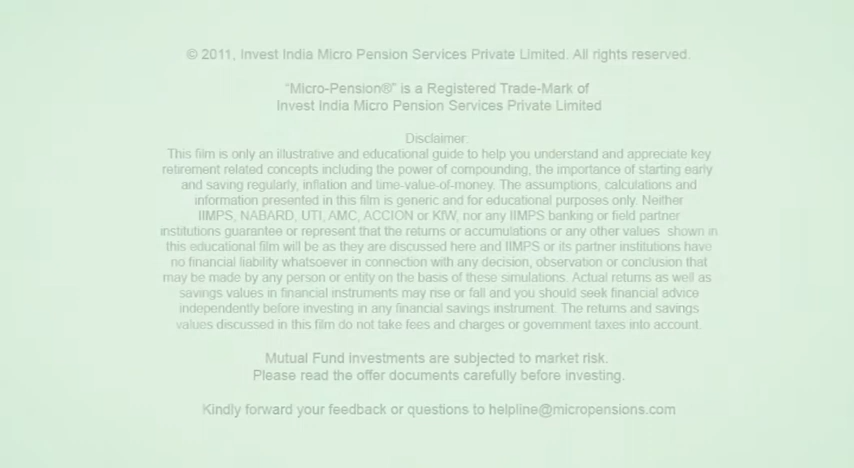 © 2011, Invest India Micro Pension Services Private Limited. All rights reserved.
“Micro-Pension®” is a Registered Trade-Mark of
Invest India Micro Pension Services Private Limited
Disclaimer:
This film is only an illustrative and educational guide to help you understand and appreciate key
retirement related concepts including the power of compounding, the importance of starting early
and saving regularly, inflation and time-value-of-money. The assumptions, calculations and
information presented in this film is generic and for educational purposes only. Neither
IIMPS, NABARD, UTI, AMC, ACCION or KfW, nor any IIMPS banking or field partner
institutions guarantee or represent that the returns or accumulations or any other values shown in
this educational film will be as they are discussed here and IIMPS or its partner institutions have
no financial liability whatsoever in connection with any decision, observation or conclusion that
may be made by any person or entity on the basis of these simulations. Actual returns as well as
savings values in financial instruments may rise or fall and you should seek financial advice
independently before investing in any financial savings instrument. The returns and savings
values discussed in this film do not take fees and charges or government taxes into account.
Mutual Fund investments are subjected to market risk.
Please read the offer documents carefully before investing.
Kindly forward your feedback or questions to helpline@micropensions.com